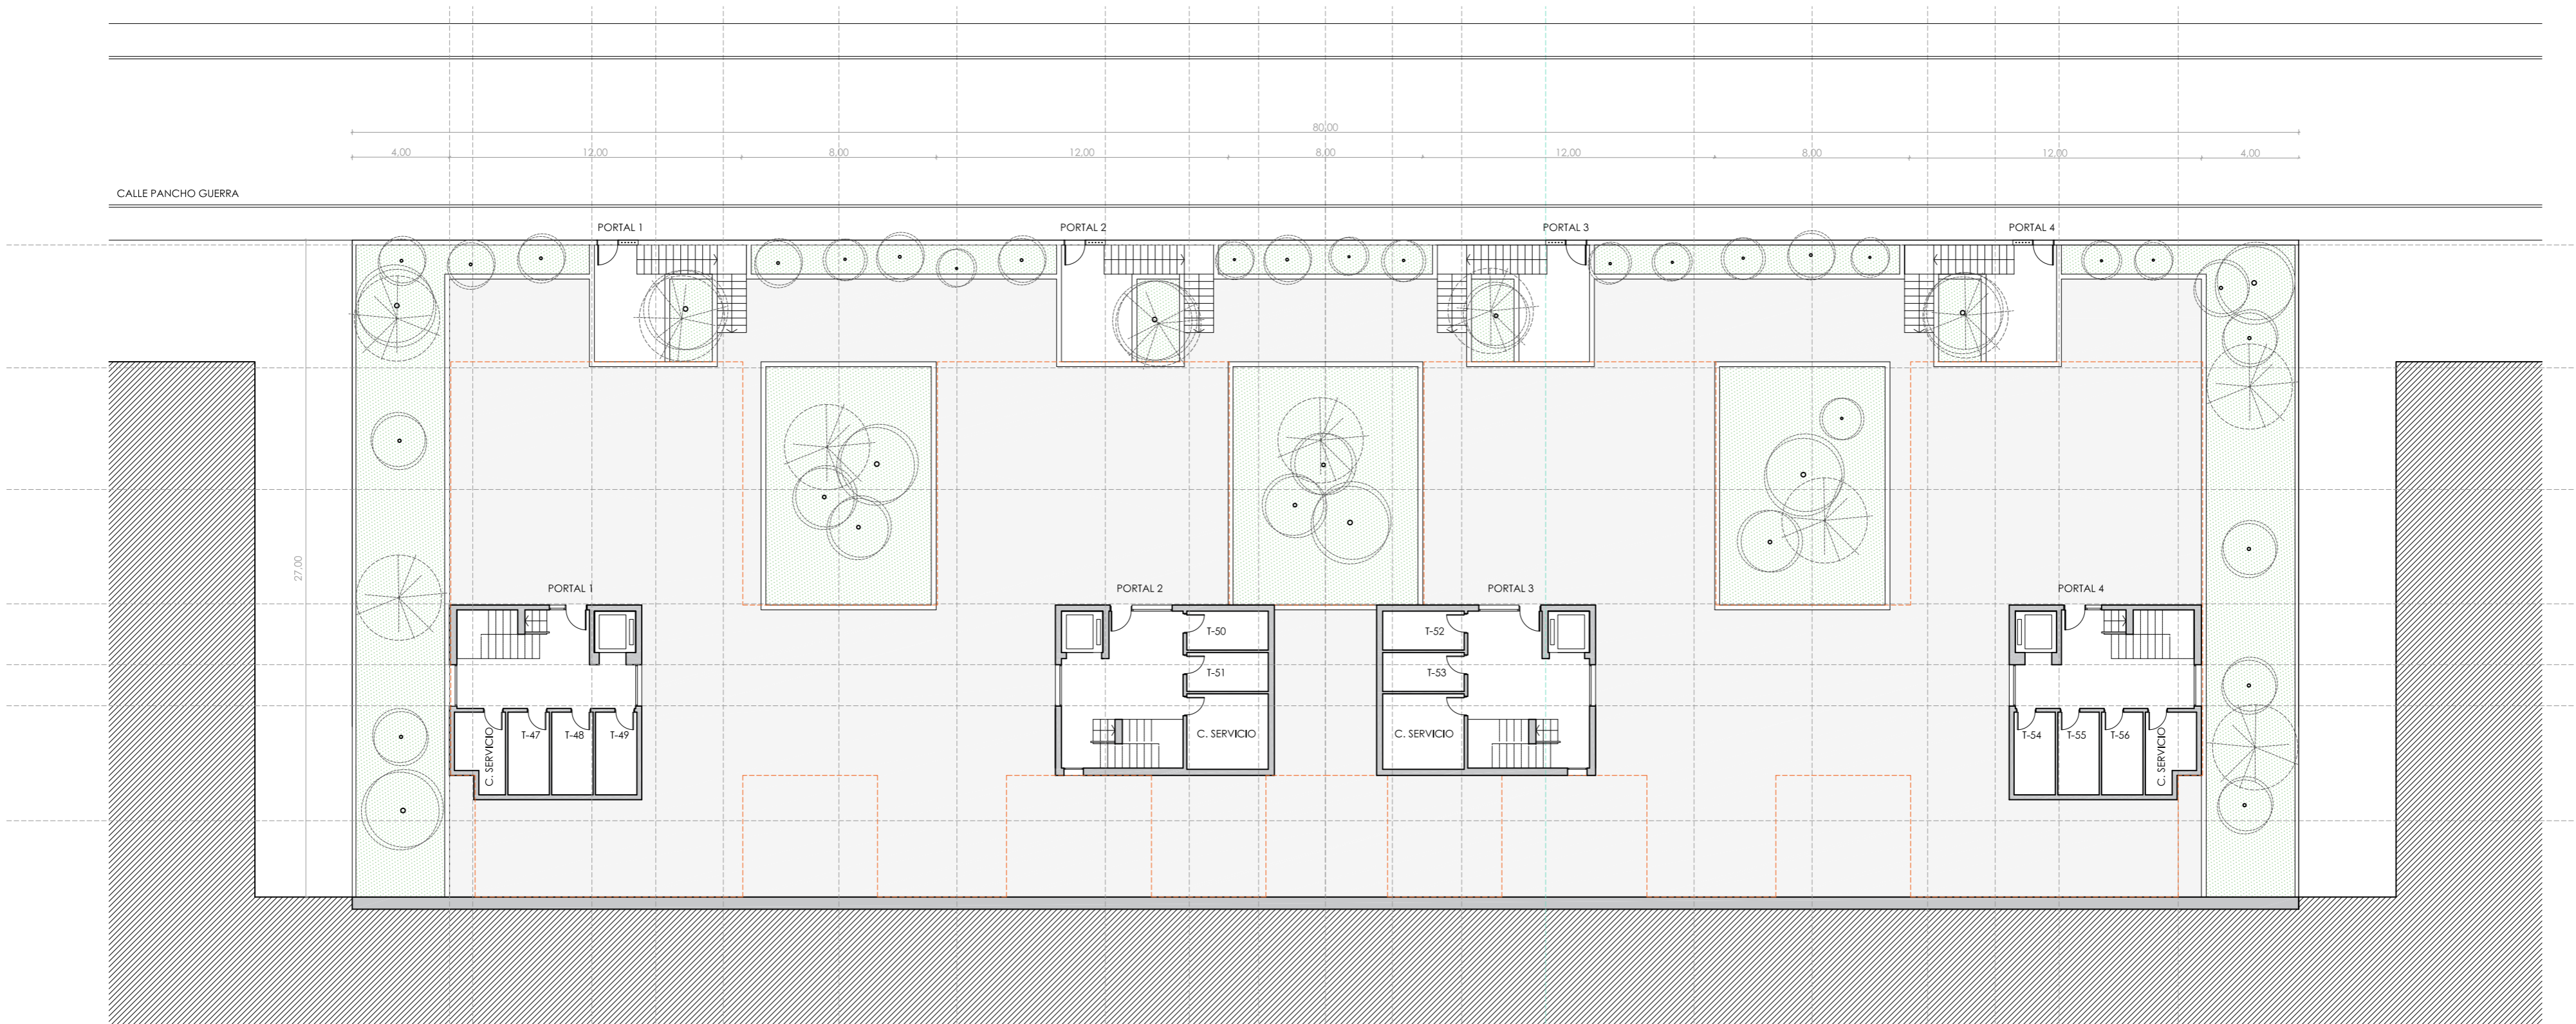 80.00
4.00 12.00 8.00 12.00 8.00 12.00 8.00 12.00 4.00
CALLE PANCHO GUERRA
PORTAL 1 PORTAL 2 PORTAL 3 PORTAL 4
27.00
PORTAL 1 PORTAL 2 PORTAL 3 PORTAL 4
T-50 T-52
T-51 T-53
C. SERVICIO T-47 T-48 T-49 C. SERVICIO C. SERVICIO T-54 T-55 T-56 C. SERVICIO